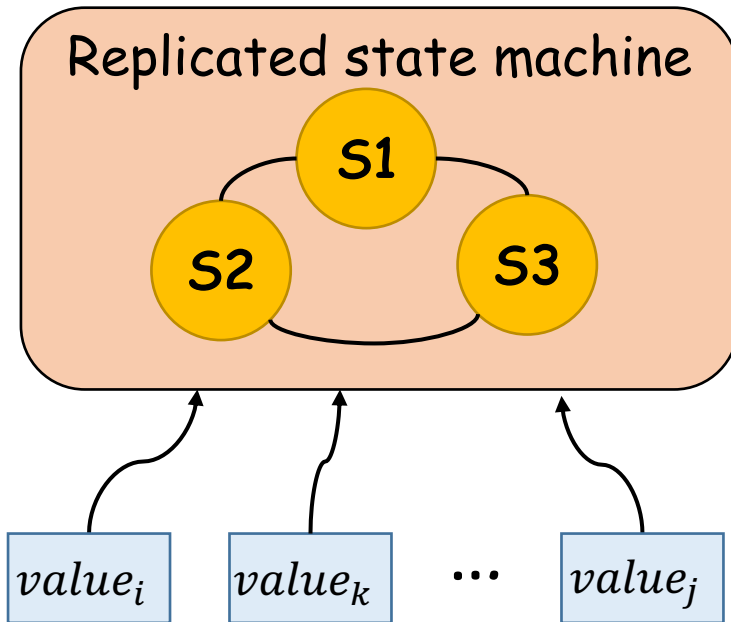 Replicated state machine
S1
S2
S3
value_i
value_k
...
value_j